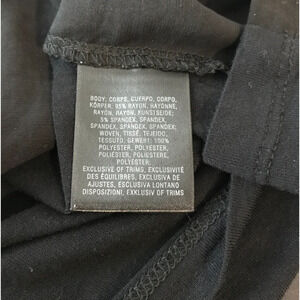 BODY, CORPS, CUERPO, CORPO,
KÖRPER: 95% RAYON, RAYONNE,
RAYON, RAYON, KUNSTSEIDE;
5% SPANDEX, SPANDEX,
SPANDEX, SPANDEX, SPANDEX;
WOVEN, TISSÉ, TEJIDO,
TESSUTO, GEWEBT: 100%
POLYESTER, POLYESTER,
POLIÉSTER, POLIESTERE,
POLYESTER;
EXCLUSIVE OF TRIMS, EXCLUSIVITÉ
DES ÉQUILIBRES, EXCLUSIVA DE
AJUSTES, ESCLUSIVA LONTANO
DISPOSIZIONI, EXKLUSIV OF TRIMS